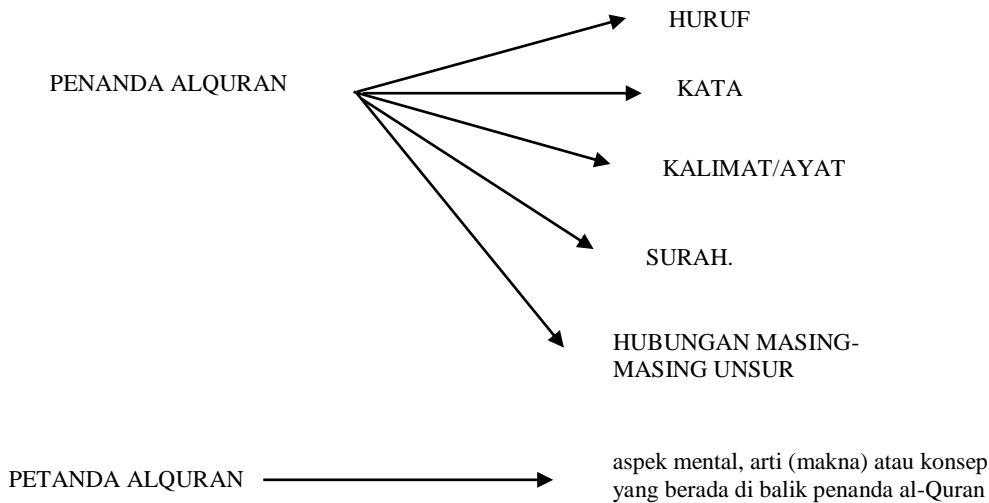 HURUF
PENANDA ALQURAN
KATA
KALIMAT/AYAT
SURAH.
HUBUNGAN MASING-
MASING UNSUR
PETANDA ALQURAN
aspek mental, arti (makna) atau konsep
yang berada di balik penanda al-Quran